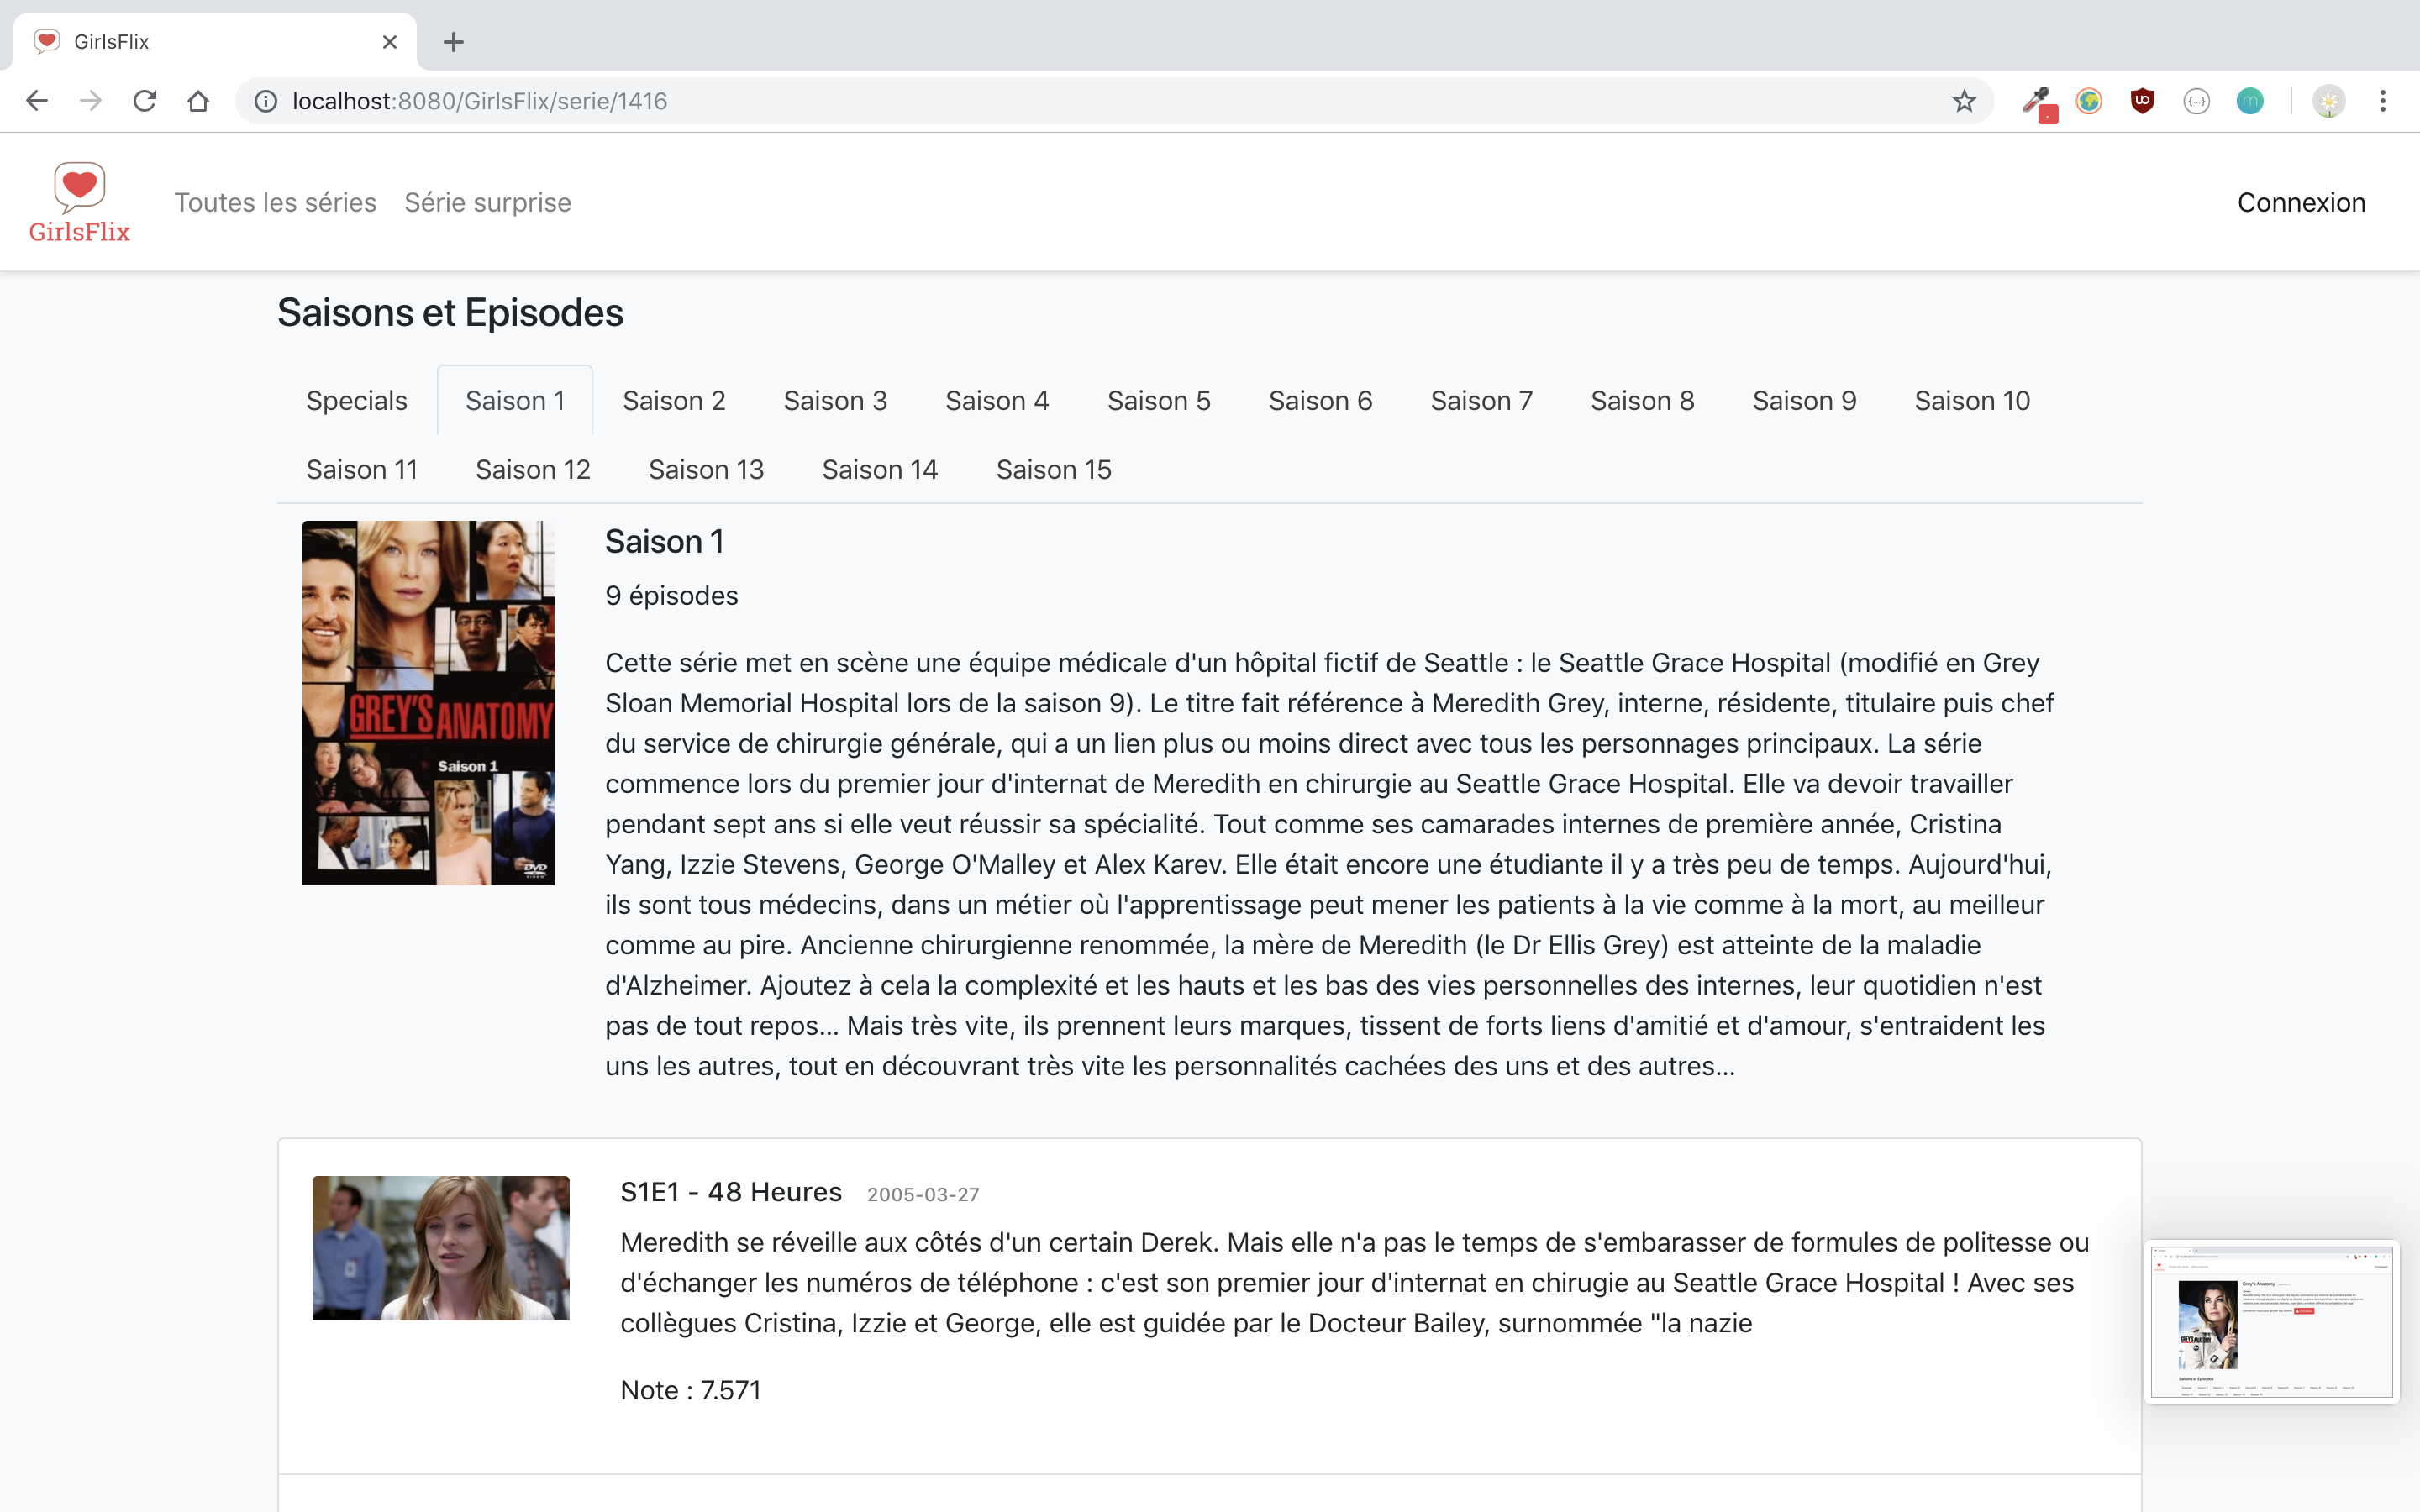 GirlsFlix
localhost:8080/GirlsFlix/serie/1416
GirlsFlix
Toutes les séries Série surprise
Connexion
Saisons et Episodes
Specials Saison 1 Saison 2 Saison 3 Saison 4 Saison 5 Saison 6 Saison 7 Saison 8 Saison 9 Saison 10
Saison 11 Saison 12 Saison 13 Saison 14 Saison 15
GREY'S ANATOMY
Saison 1
DVD
VIDEO
Saison 1
9 épisodes
Cette série met en scène une équipe médicale d'un hôpital fictif de Seattle : le Seattle Grace Hospital (modifié en Grey
Sloan Memorial Hospital lors de la saison 9). Le titre fait référence à Meredith Grey, interne, résidente, titulaire puis chef
du service de chirurgie générale, qui a un lien plus ou moins direct avec tous les personnages principaux. La série
commence lors du premier jour d'internat de Meredith en chirurgie au Seattle Grace Hospital. Elle va devoir travailler
pendant sept ans si elle veut réussir sa spécialité. Tout comme ses camarades internes de première année, Cristina
Yang, Izzie Stevens, George O'Malley et Alex Karev. Elle était encore une étudiante il y a très peu de temps. Aujourd'hui,
ils sont tous médecins, dans un métier où l'apprentissage peut mener les patients à la vie comme à la mort, au meilleur
comme au pire. Ancienne chirurgienne renommée, la mère de Meredith (le Dr Ellis Grey) est atteinte de la maladie
d'Alzheimer. Ajoutez à cela la complexité et les hauts et les bas des vies personnelles des internes, leur quotidien n'est
pas de tout repos... Mais très vite, ils prennent leurs marques, tissent de forts liens d'amitié et d'amour, s'entraident les
uns les autres, tout en découvrant très vite les personnalités cachées des uns et des autres...
S1E1 - 48 Heures 2005-03-27
Meredith se réveille aux côtés d'un certain Derek. Mais elle n'a pas le temps de s'embarasser de formules de politesse ou
d'échanger les numéros de téléphone : c'est son premier jour d'internat en chirugie au Seattle Grace Hospital ! Avec ses
collègues Cristina, Izzie et George, elle est guidée par le Docteur Bailey, surnommée "la nazie
Note : 7.571
Grey's Anatomy
GREY'S ANATOMY
Saisons et Episodes